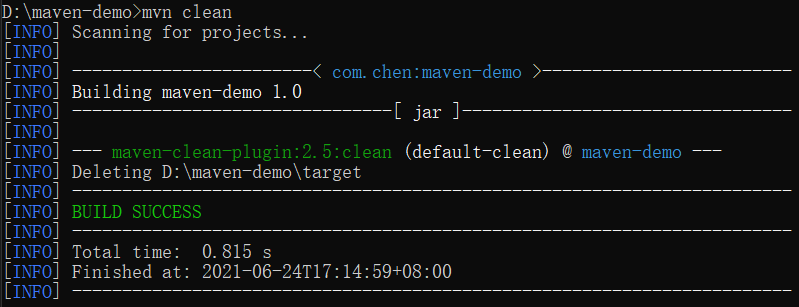 D:\maven-demo>mvn clean
[INFO] Scanning for projects...
[INFO]
[INFO] ------------------------< com.chen:maven-demo >-------------------------
[INFO] Building maven-demo 1.0
[INFO] --------------------------------[ jar ]---------------------------------
[INFO]
[INFO] --- maven-clean-plugin:2.5:clean (default-clean) @ maven-demo ---
[INFO] Deleting D:\maven-demo\target
[INFO] ------------------------------------------------------------------------
[INFO] BUILD SUCCESS
[INFO] ------------------------------------------------------------------------
[INFO] Total time:  0.815 s
[INFO] Finished at: 2021-06-24T17:14:59+08:00
[INFO] ------------------------------------------------------------------------